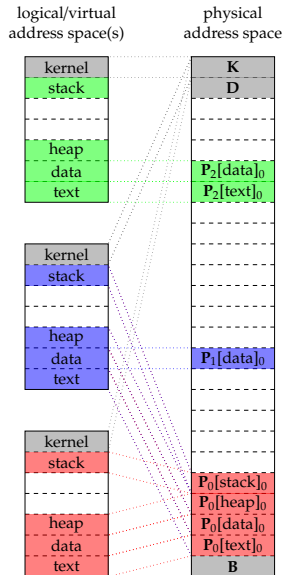 logical/virtual
address space(s)
kernel
stack
heap
data
text
kernel
stack
heap
data
text
kernel
stack
heap
data
text
physical
address space
K
D
P₂[data]₀
P₂[text]₀
P₁[data]₀
P₀[stack]₀
P₀[heap]₀
P₀[data]₀
P₀[text]₀
B